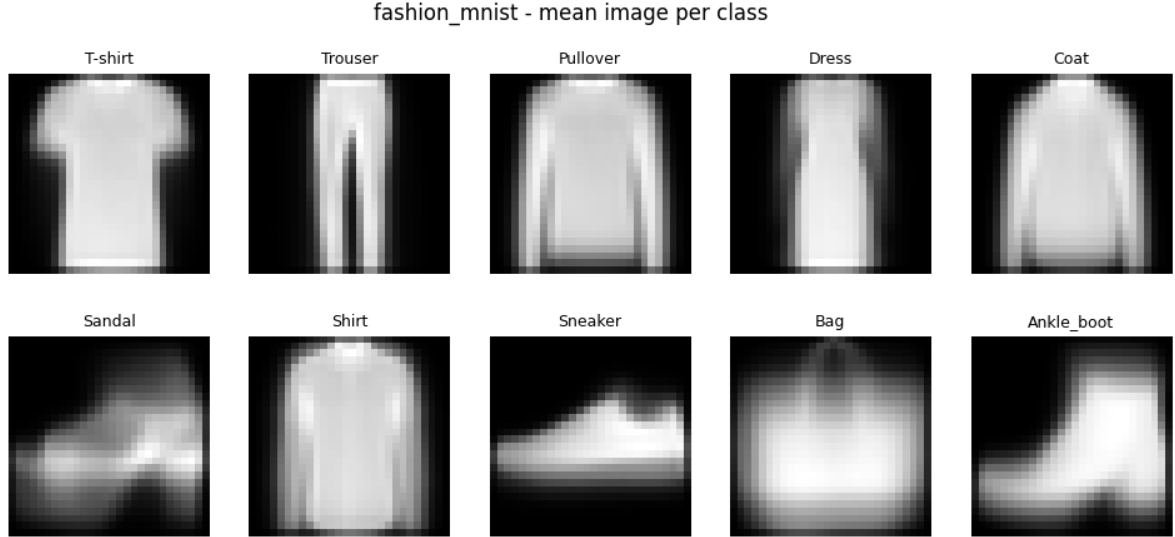 fashion_mnist - mean image per class
T-shirt
Trouser
Pullover
Dress
Coat
Sandal
Shirt
Sneaker
Bag
Ankle_boot